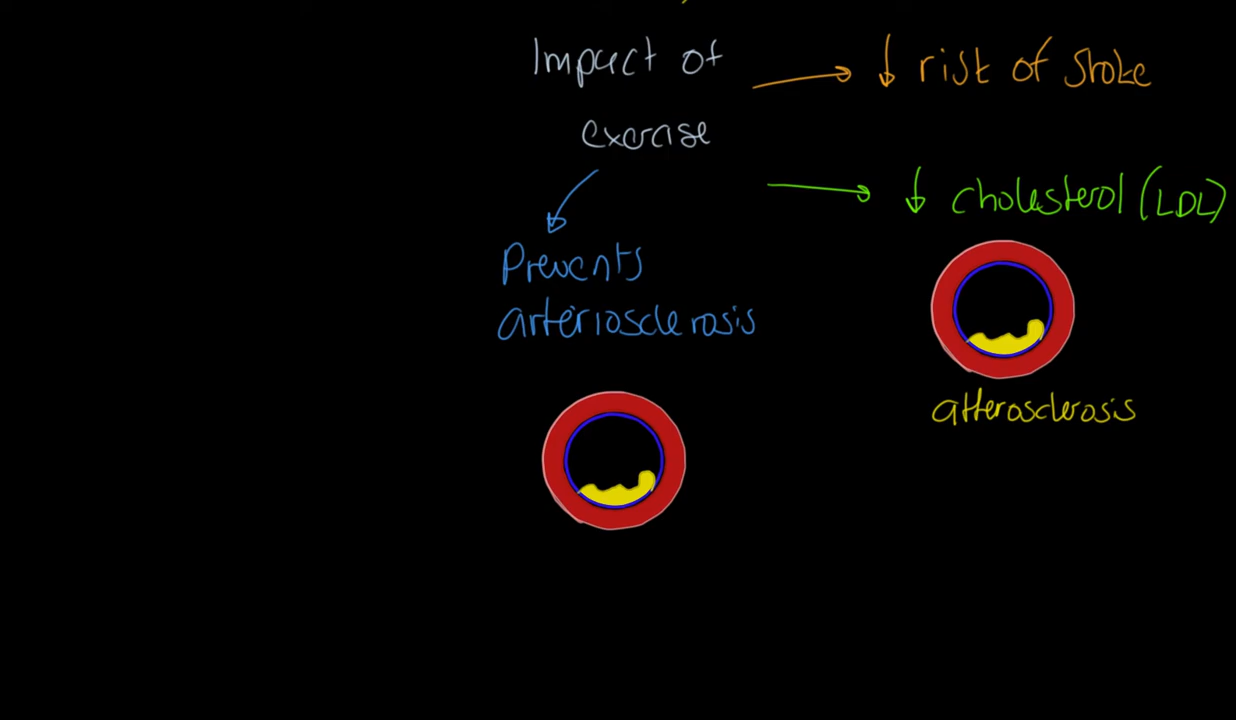 Impact of
exercise
↓ risk of stroke
↓ cholesterol (LDL)
Prevents
arteriosclerosis
atherosclerosis